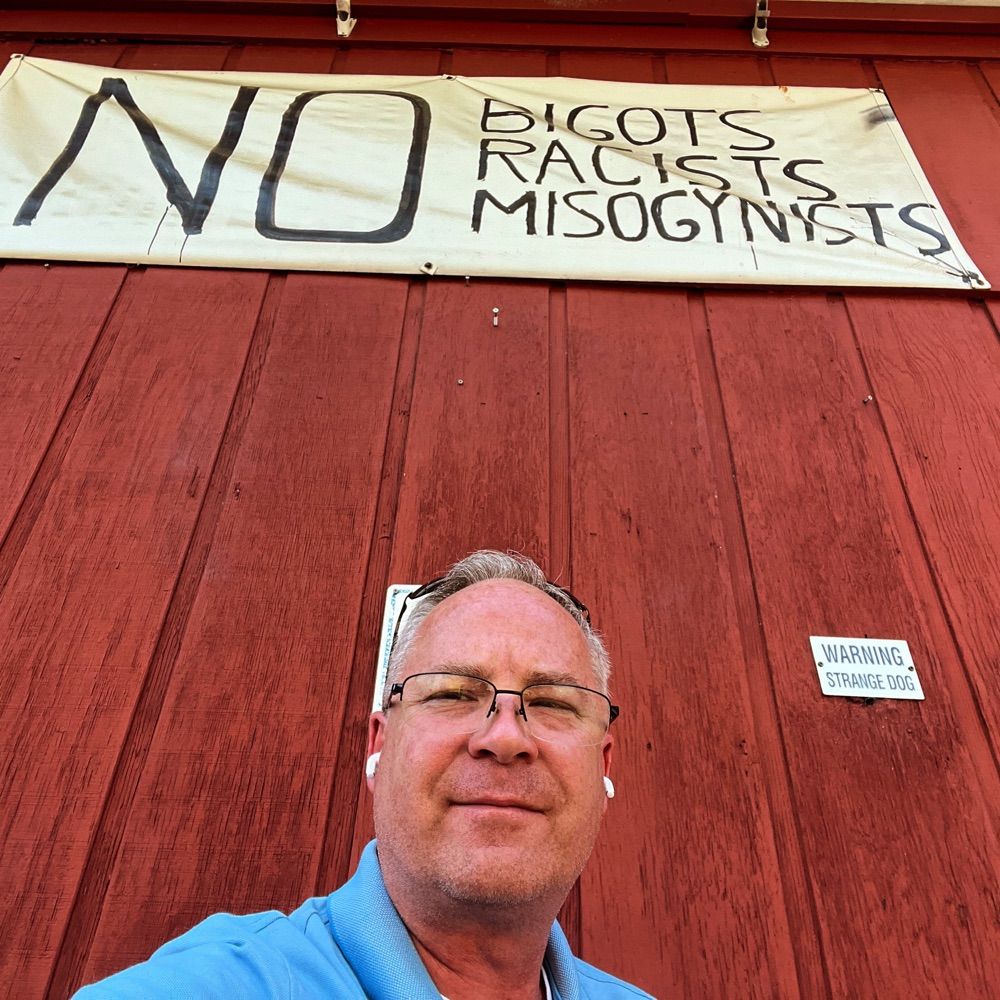 NO
BIGOTS
RACISTS
MISOGYNISTS
WARNING
STRANGE DOG